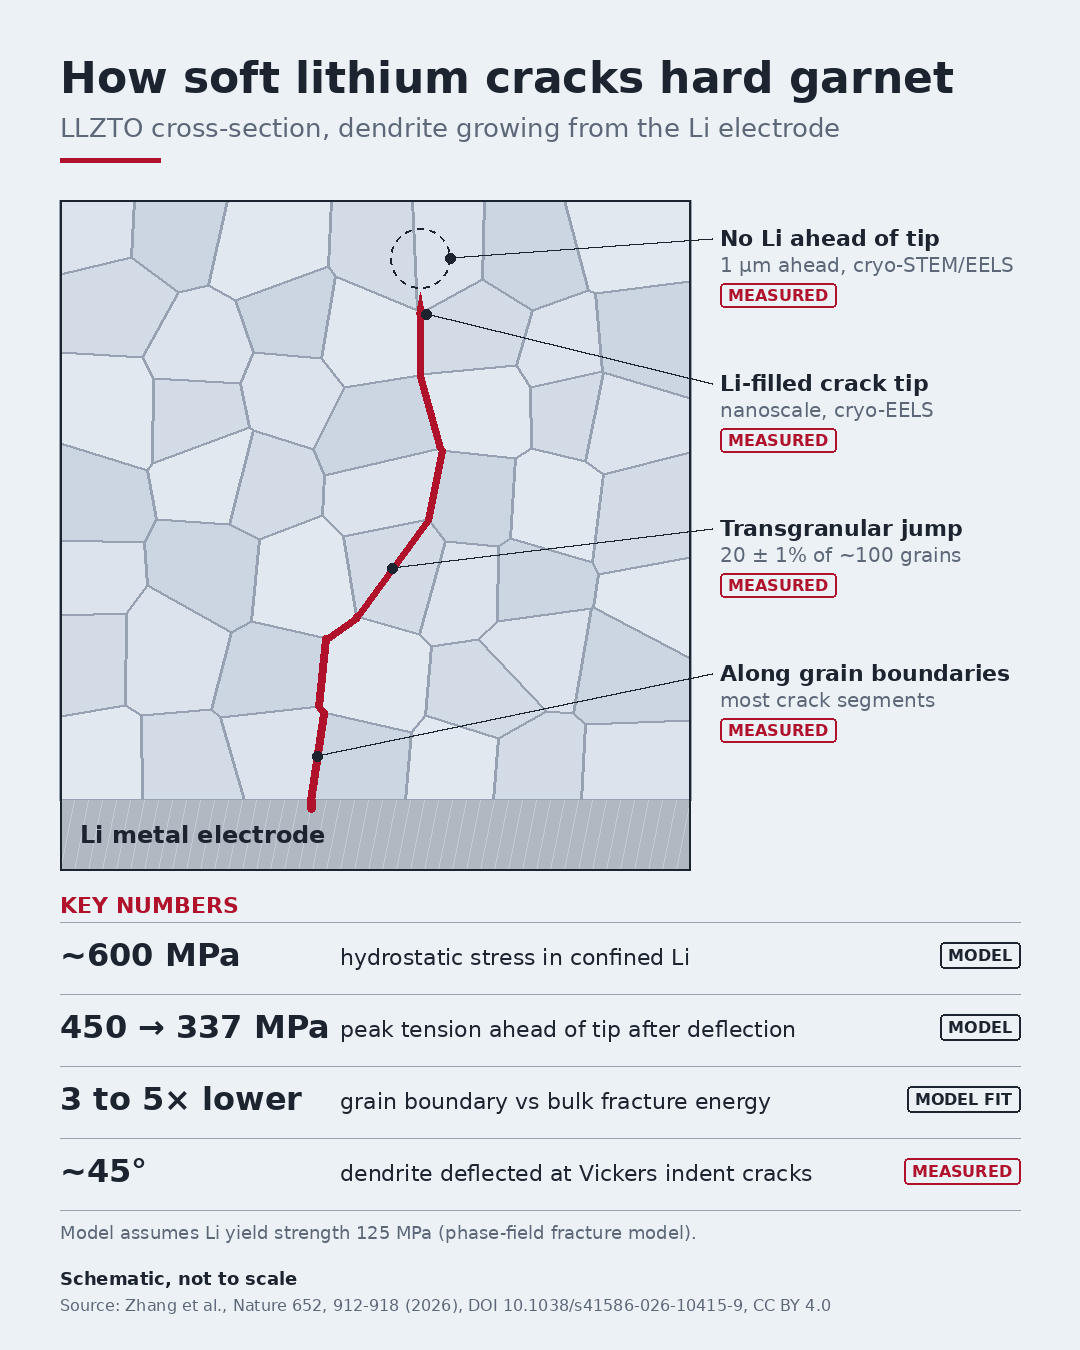 How soft lithium cracks hard garnet
LLZTO cross-section, dendrite growing from the Li electrode
No Li ahead of tip
1 µm ahead, cryo-STEM/EELS
MEASURED
Li-filled crack tip
nanoscale, cryo-EELS
MEASURED
Transgranular jump
20 ± 1% of ~100 grains
MEASURED
Along grain boundaries
most crack segments
MEASURED
Li metal electrode
KEY NUMBERS
~600 MPa hydrostatic stress in confined Li MODEL
450 → 337 MPa peak tension ahead of tip after deflection MODEL
3 to 5× lower grain boundary vs bulk fracture energy MODEL FIT
~45° dendrite deflected at Vickers indent cracks MEASURED
Model assumes Li yield strength 125 MPa (phase-field fracture model).
Schematic, not to scale
Source: Zhang et al., Nature 652, 912-918 (2026), DOI 10.1038/s41586-026-10415-9, CC BY 4.0